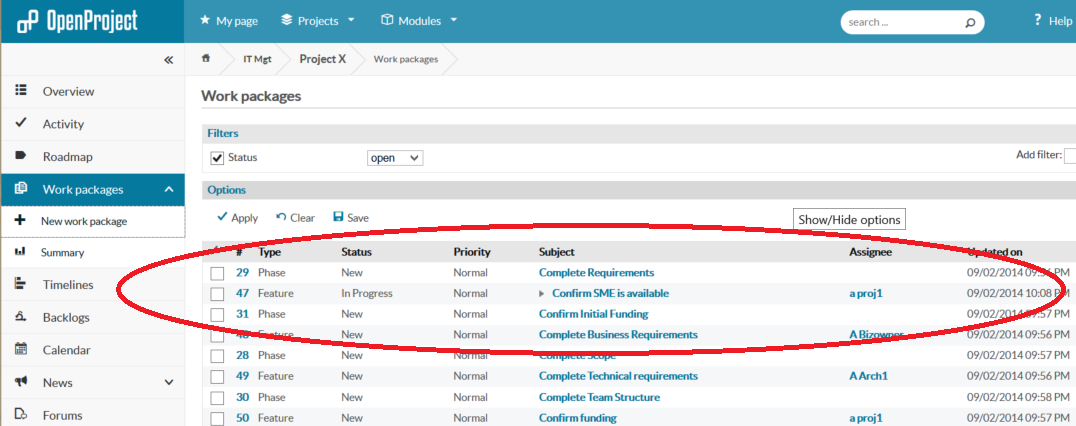 OpenProject
My page Projects Modules search ... Help
IT Mgt Project X Work packages
Overview
Activity
Roadmap
Work packages
New work package
Summary
Timelines
Backlogs
Calendar
News
Forums
Work packages
Filters
Status open Add filter:
Options
Apply Clear Save Show/Hide options
# Type Status Priority Subject Assignee Updated on
29 Phase New Normal Complete Requirements 09/02/2014 09:56 PM
47 Feature In Progress Normal Confirm SME is available a proj1 09/02/2014 10:08 PM
31 Phase New Normal Confirm Initial Funding 09/02/2014 09:57 PM
48 Feature New Normal Complete Business Requirements A Bizowner 09/02/2014 09:56 PM
28 Phase New Normal Complete Scope 09/02/2014 09:57 PM
49 Feature New Normal Complete Technical requirements A Arch1 09/02/2014 09:56 PM
30 Phase New Normal Complete Team Structure 09/02/2014 09:58 PM
50 Feature New Normal Confirm funding a proj1 09/02/2014 09:57 PM